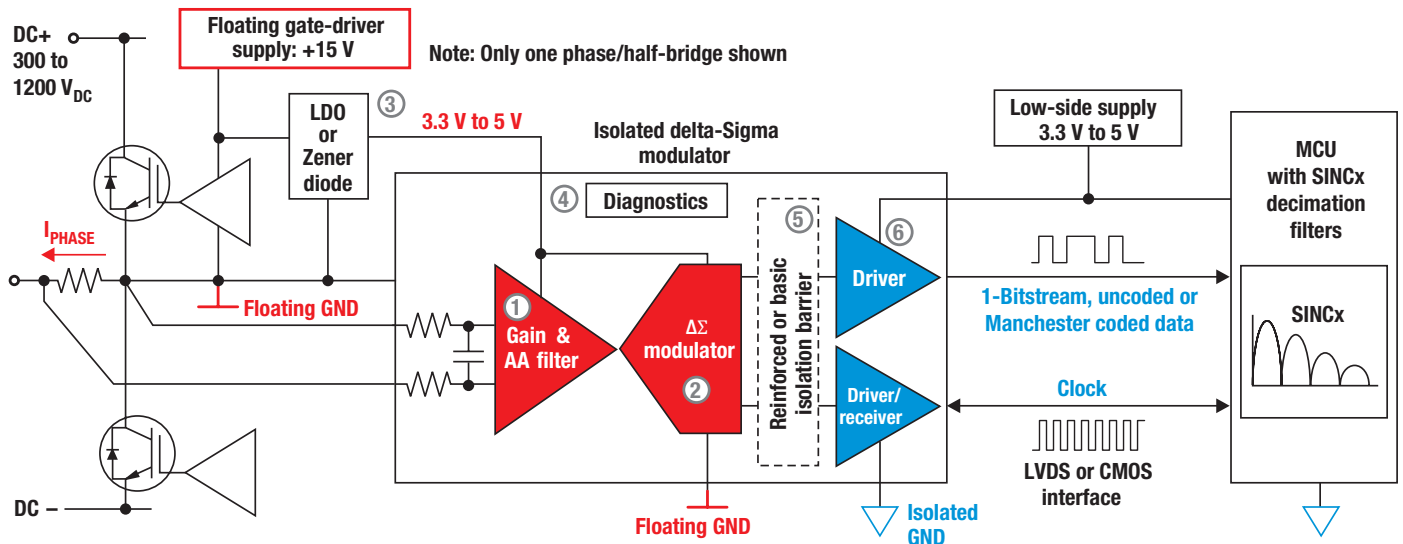 DC+
300 to
1200 VDC
Floating gate-driver
supply: +15 V
Note: Only one phase/half-bridge shown
LDO
or
Zener
diode
③
3.3 V to 5 V
Isolated delta-Sigma
modulator
Low-side supply
3.3 V to 5 V
MCU
with SINCx
decimation
filters
④
Diagnostics
⑤
⑥
IPHASE
Floating GND
①
Gain &
AA filter
ΔΣ
modulator
②
Reinforced or basic
isolation barrier
Driver
1-Bitstream, uncoded or
Manchester coded data
SINCx
Driver/
receiver
Clock
LVDS or CMOS
interface
DC –
Floating GND
Isolated
GND